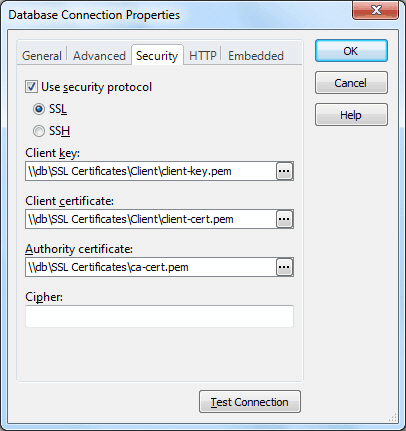 Database Connection Properties
General Advanced Security HTTP Embedded
OK
Use security protocol
Cancel
SSL
Help
SSH
Client key:
\\db\SSL Certificates\Client\client-key.pem ...
Client certificate:
\\db\SSL Certificates\Client\client-cert.pem ...
Authority certificate:
\\db\SSL Certificates\ca-cert.pem ...
Cipher:
Test Connection